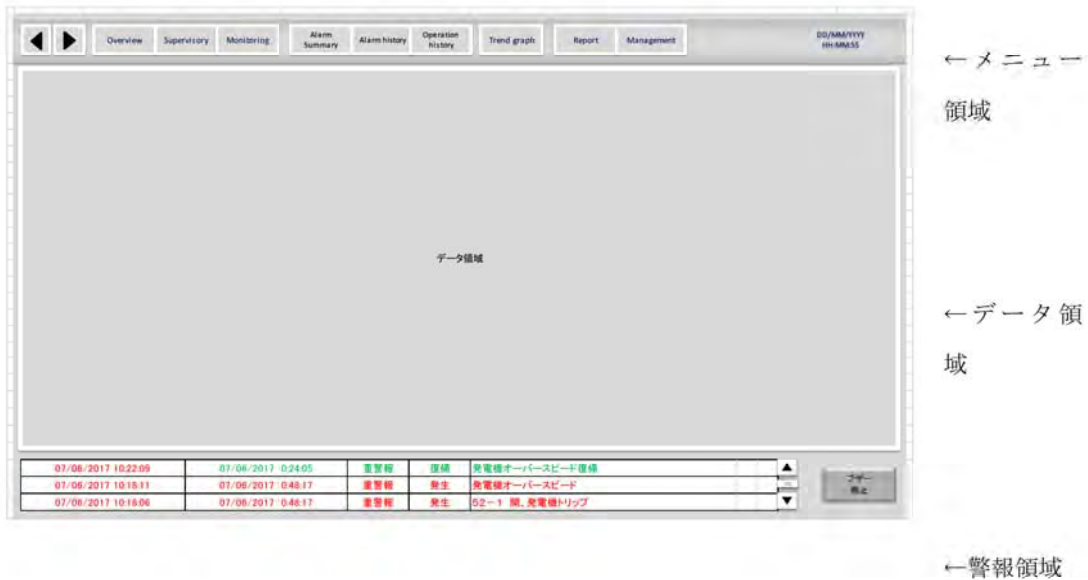 Overview Supervisory Monitoring Alarm Summary Alarm history Operation history Trend graph Report Management DD/MM/YYYY HH:MM:SS
←メニュー
領域
データ領域
←データ領
域
07/06/2017 10:22:09 07/06/2017 0:24:05 重警報 復帰 発電機オーバースピード復帰
07/06/2017 10:18:11 07/06/2017 0:48:17 重警報 発生 発電機オーバースピード
07/06/2017 10:16:06 07/06/2017 0:48:17 重警報 発生 52-1 開、発電機トリップ
ブザー
停止
←警報領域